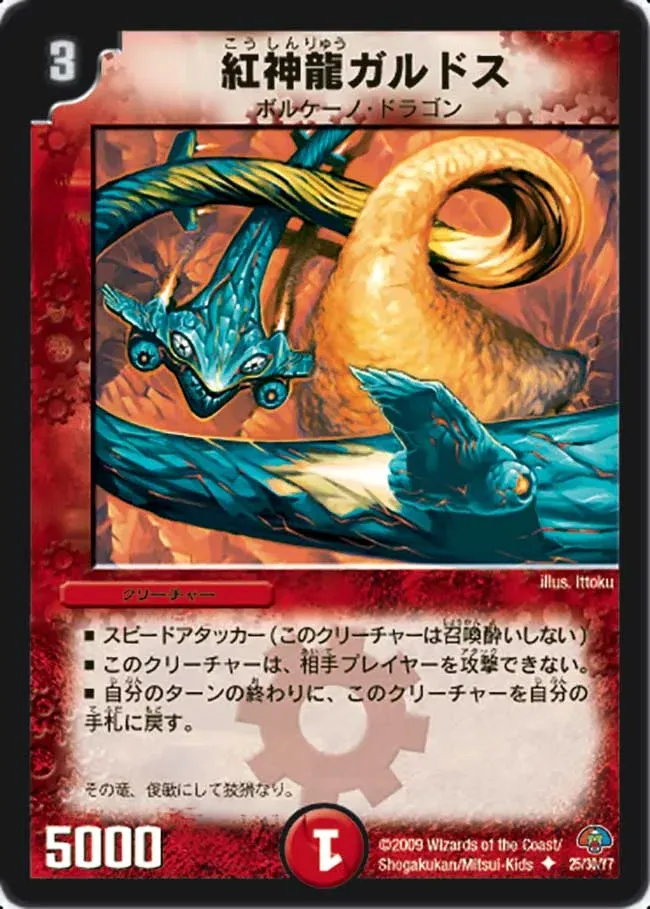 3
こうしんりゅう
紅神龍ガルドス
ボルケーノ・ドラゴン
illus. Ittoku
クリーチャー
■ スピードアタッカー（このクリーチャーは召喚酔いしない）
■ このクリーチャーは、相手プレイヤーを攻撃できない。
■ 自分のターンの終わりに、このクリーチャーを自分の
手札に戻す。
その竜、俊敏にして狡猾なり。
5000
1
©2009 Wizards of the Coast/
Shogakukan/Mitsui-Kids